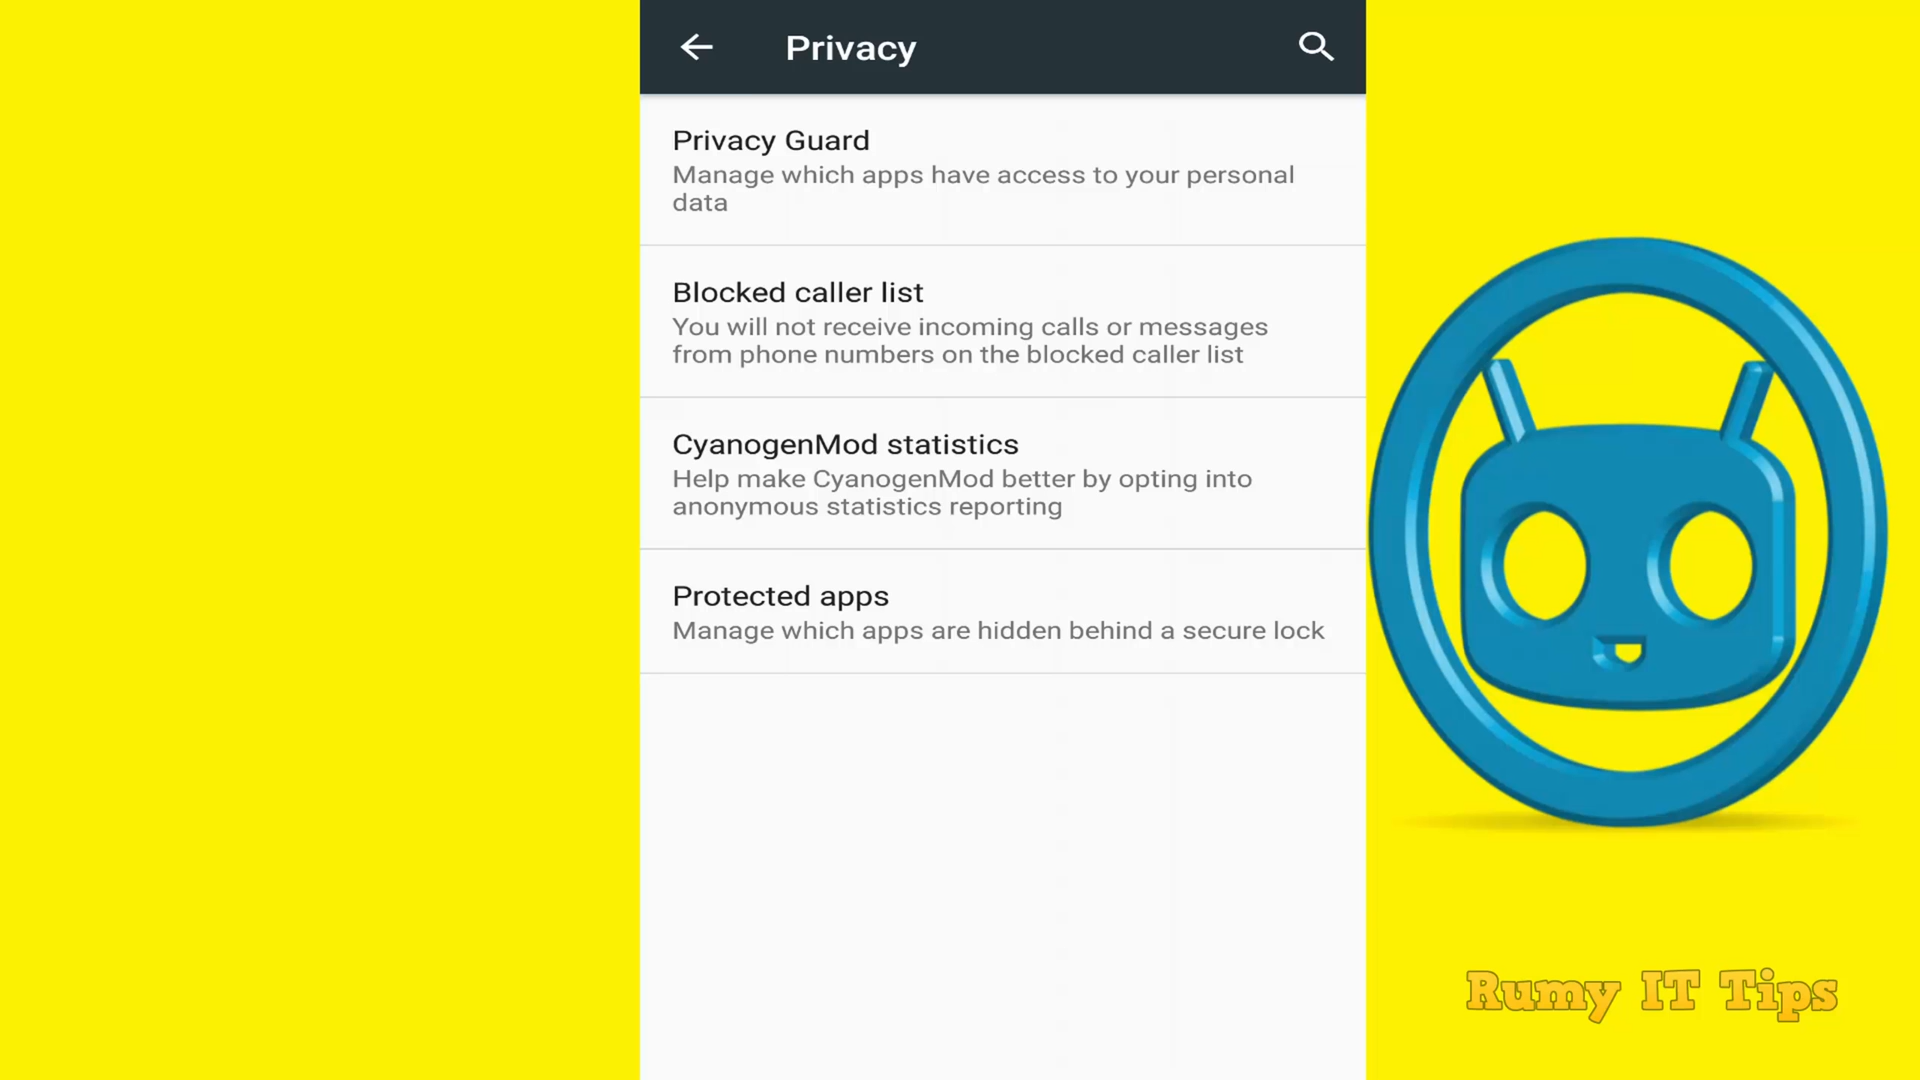 Privacy
Privacy Guard
Manage which apps have access to your personal
data
Blocked caller list
You will not receive incoming calls or messages
from phone numbers on the blocked caller list
CyanogenMod statistics
Help make CyanogenMod better by opting into
anonymous statistics reporting
Protected apps
Manage which apps are hidden behind a secure lock
Rumy IT Tips